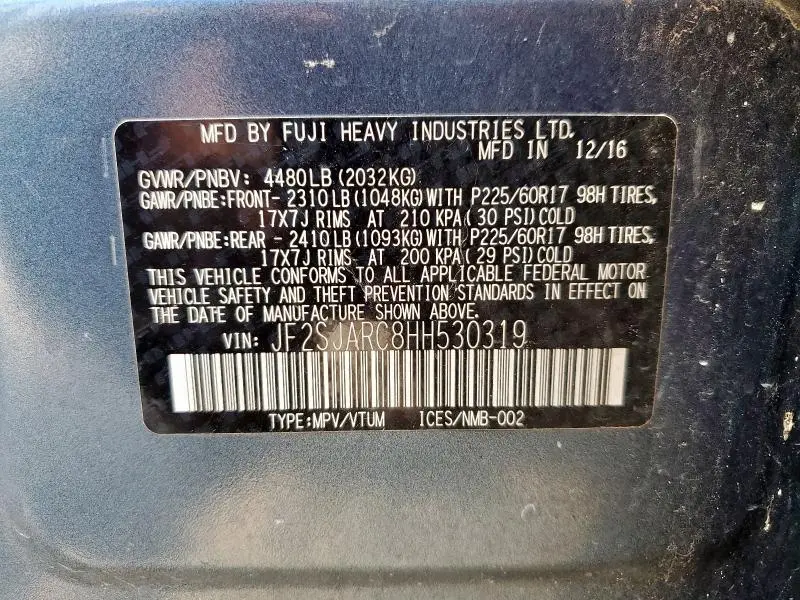 MFD BY FUJI HEAVY INDUSTRIES LTD.
MFD IN 12/16
GVWR/PNBV: 4480LB(2032KG)
GAWR/PNBE:FRONT- 2310LB(1048KG)WITH P225/60R17 98H TIRES,
17X7J RIMS AT 210 KPA(30 PSI)COLD
GAWR/PNBE:REAR - 2410LB(1093KG)WITH P225/60R17 98H TIRES,
17X7J RIMS AT 200 KPA(29 PSI)COLD
THIS VEHICLE CONFORMS TO ALL APPLICABLE FEDERAL MOTOR
VEHICLE SAFETY AND THEFT PREVENTION STANDARDS IN EFFECT ON
THE DATE OF MANUFACTURE SHOWN ABOVE.
VIN: JF2SJARC8HH530319
TYPE:MPV/VTUM ICES/NMB-002